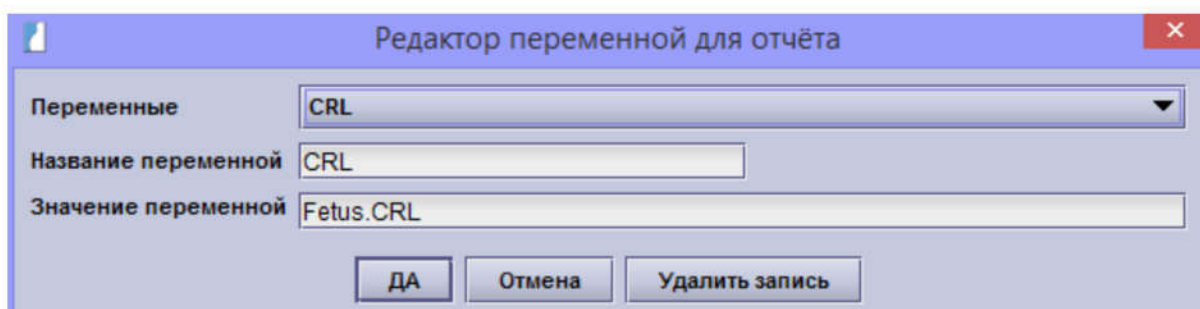 Редактор переменной для отчёта
Переменные CRL
Название переменной CRL
Значение переменной Fetus.CRL
ДА Отмена Удалить запись